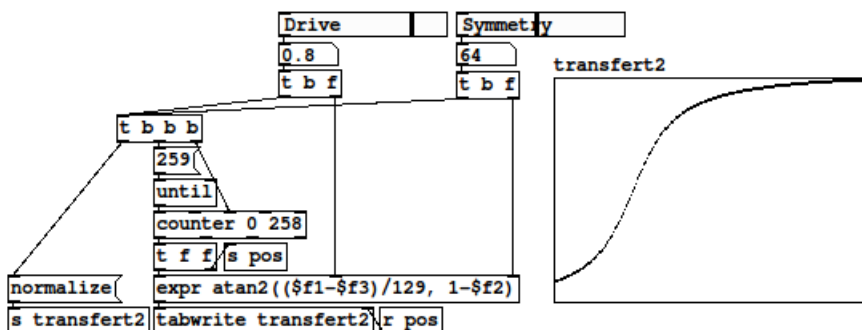 Drive
Symmetry
0.8
64
t b f
t b f
transfert2
t b b b
259
until
counter 0 258
t f f
s pos
normalize
expr atan2(($f1-$f3)/129, 1-$f2)
s transfert2
tabwrite transfert2
r pos